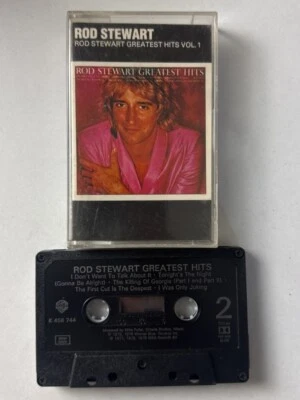 ROD STEWART
ROD STEWART GREATEST HITS VOL. 1
ROD STEWART GREATEST HITS
ROD STEWART GREATEST HITS
I Don't Want To Talk About It • Tonight's The Night
(Gonna Be Alright) • The Killing Of Georgie (Part I and Part II)
The First Cut Is The Deepest • I Was Only Joking
2